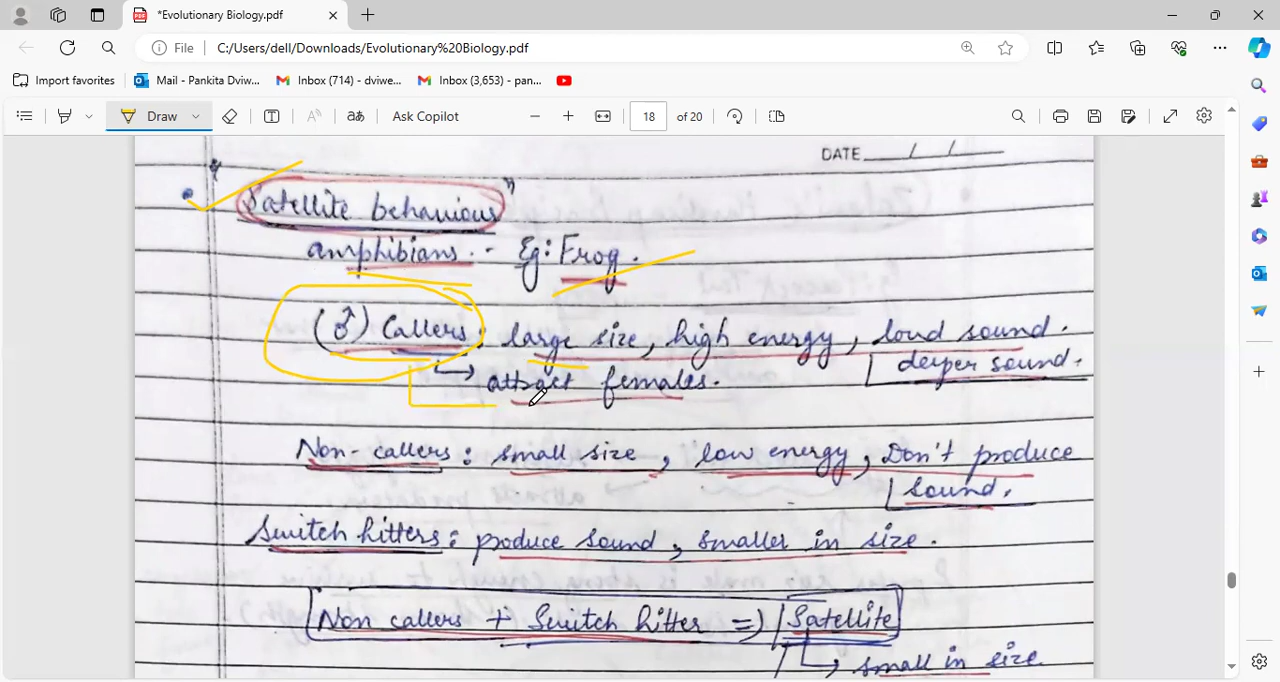 *Evolutionary Biology.pdf
File C:/Users/dell/Downloads/Evolutionary%20Biology.pdf
Import favorites Mail - Pankita Dviw... Inbox (714) - dviwe... Inbox (3,653) - pan...
Draw Ask Copilot 18 of 20
DATE / /
Satellite behaviour"
amphibians. - Eg: Frog.
(♂) Callers: large size, high energy, loud sound.
deeper sound.
attract females.
Non-callers: small size, low energy, Don't produce
sound.
Switch hitters: produce sound, smaller in size.
Non callers + Switch hitter => Satellite
small in size